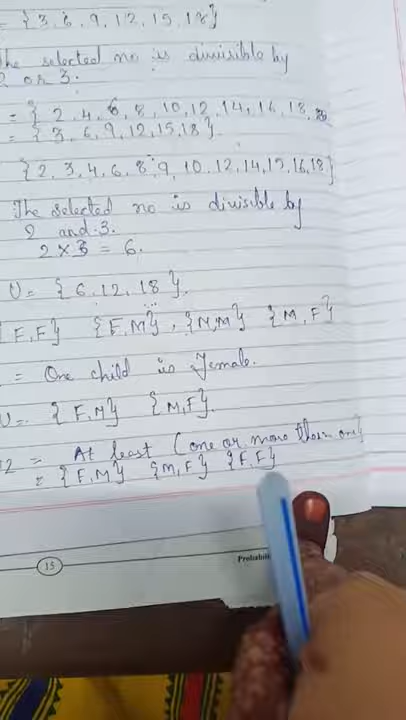 = {3, 6, 9, 12, 15, 18}
The selected no is divisible by
2 or 3.
= { 2, 4, 6, 8, 10, 12, 14, 16, 18,
= {3, 6, 9, 12, 15, 18}.
{2, 3, 4, 6, 8, 9, 10, 12, 14, 15, 16, 18}
The selected no is divisible by
2 and 3.
2 × 3 = 6.
U = { 6, 12, 18 }.
{F, F} {F, M}, {M, M} {M, F}
= One child is Female.
U = { F, M} {M, F}.
2 = At least (one or more than one)
= {F, M} {M, F} {F, F}
15